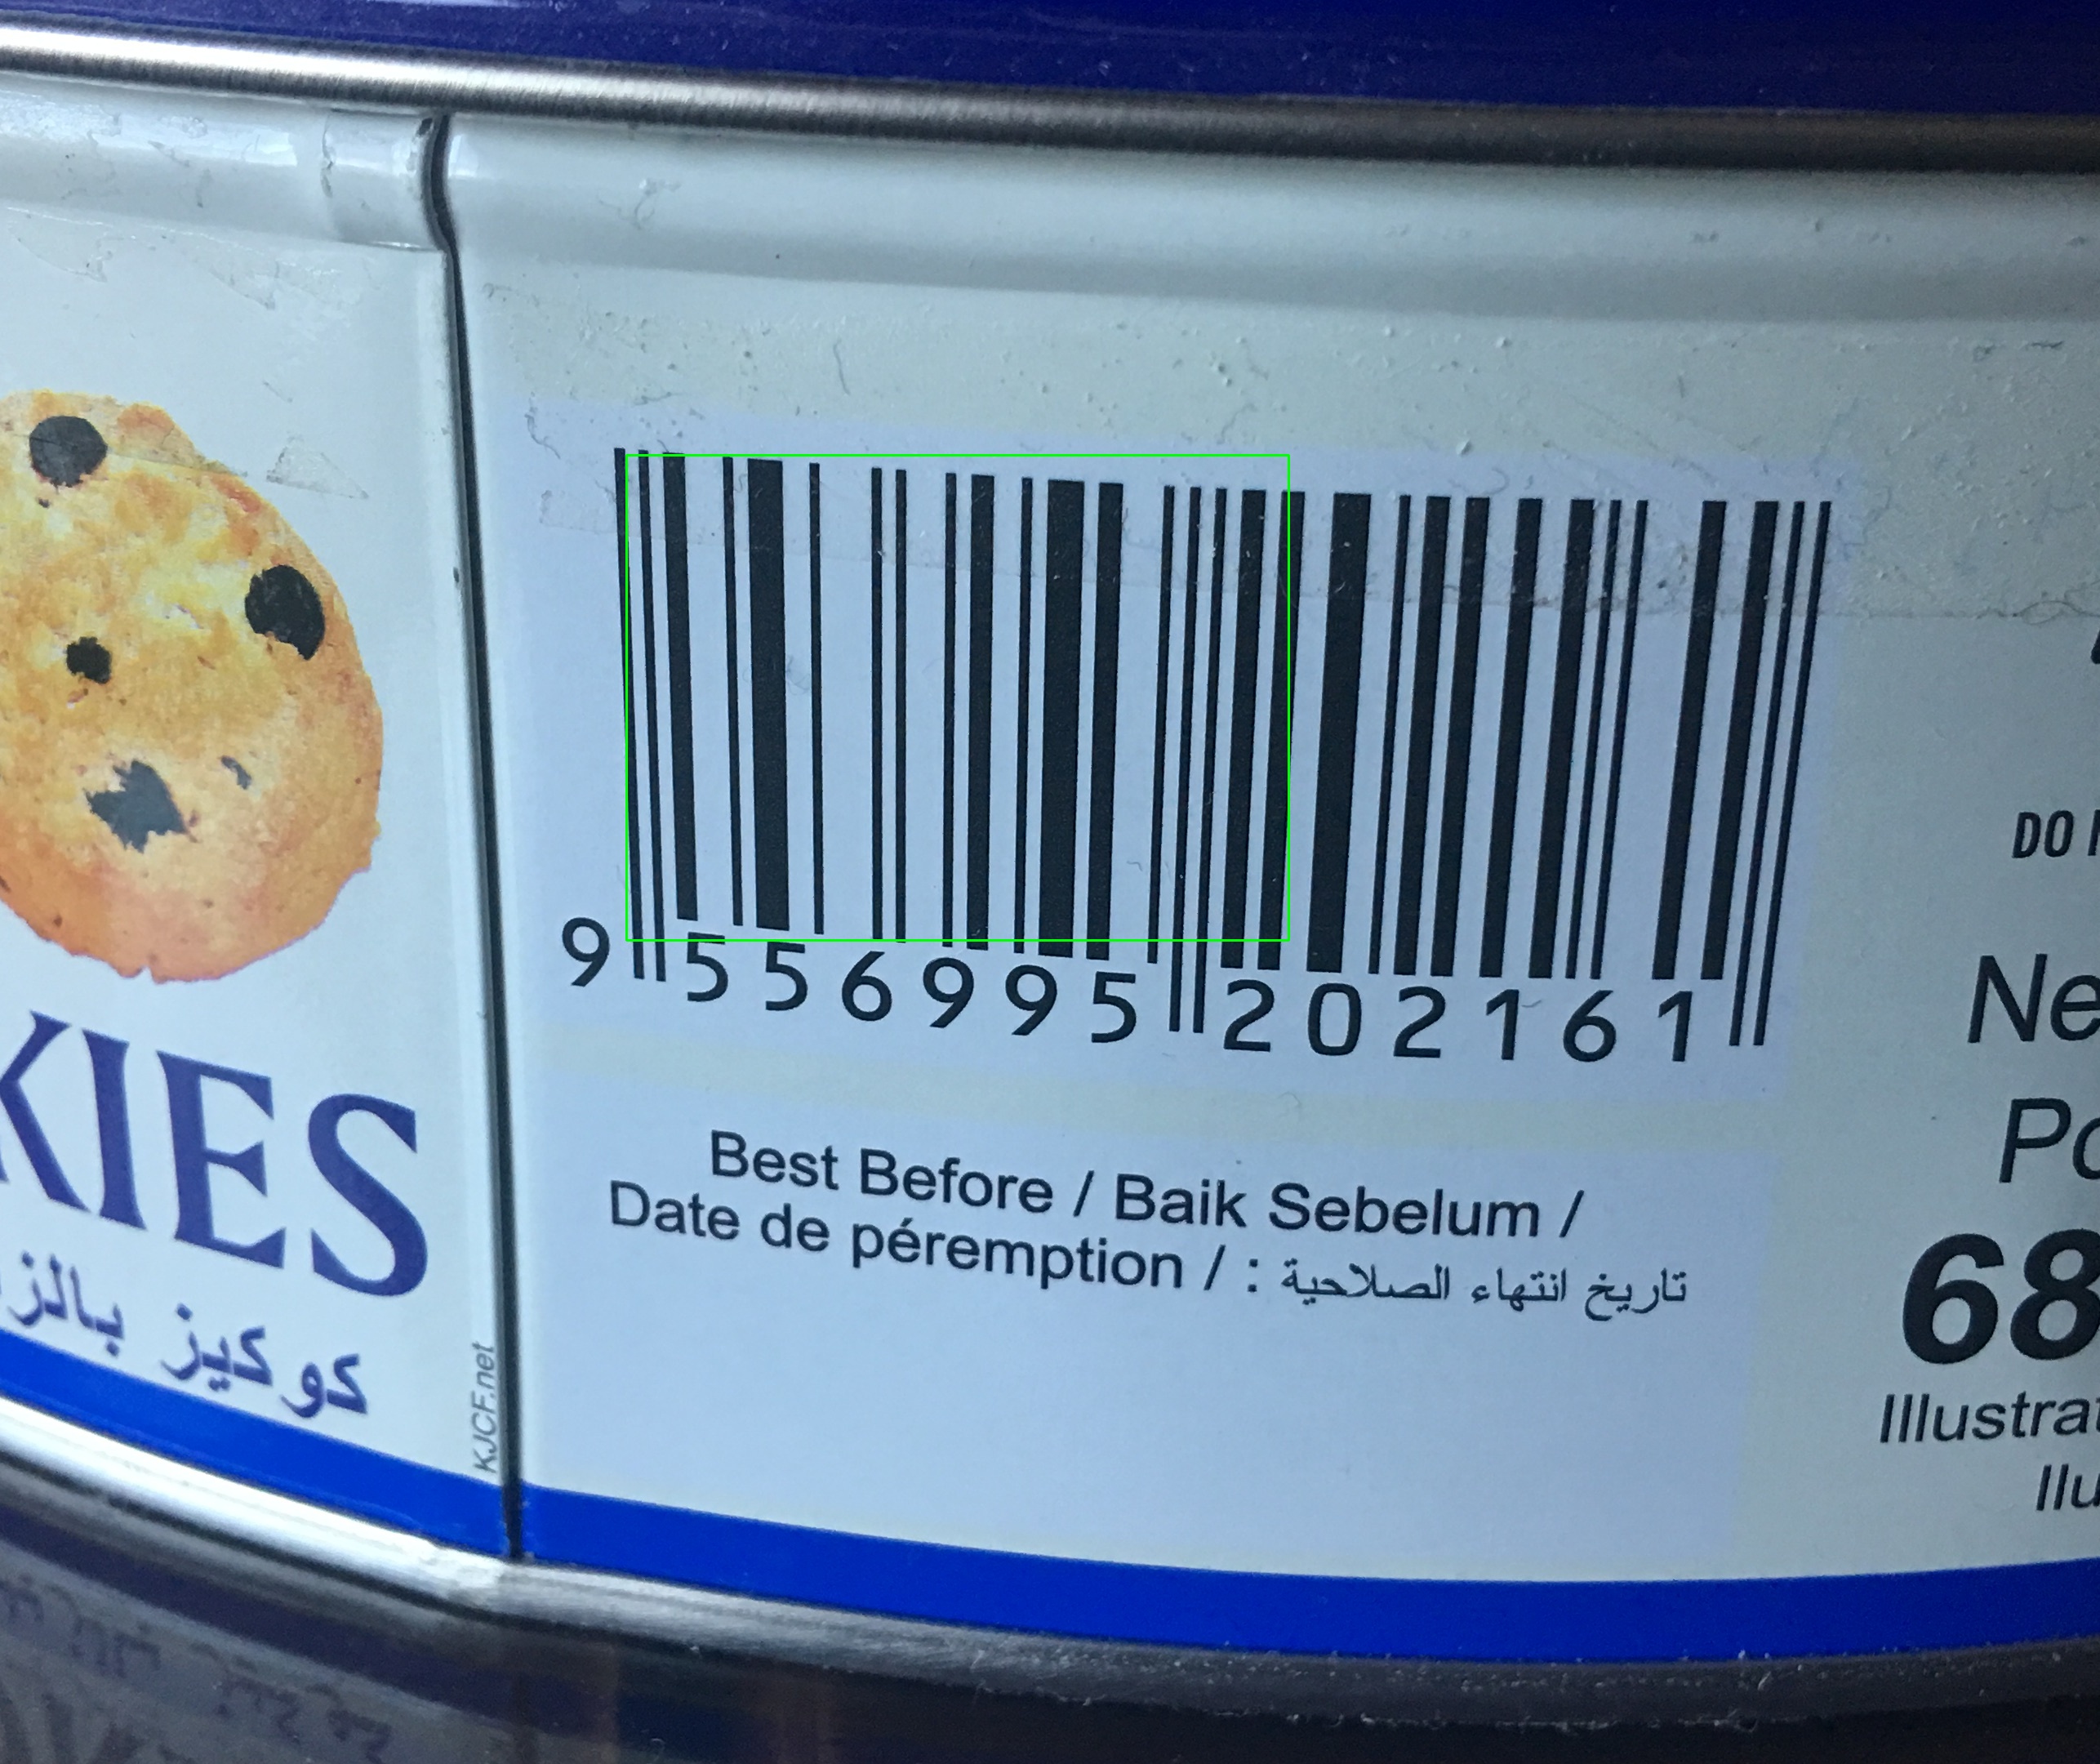 KIES
كوكيز بالز
KJCF.net
9 556995 202161
Best Before / Baik Sebelum /
Date de péremption / : تاريخ انتهاء الصلاحية
DO
Ne
Po
68
Illustrat
Ilu